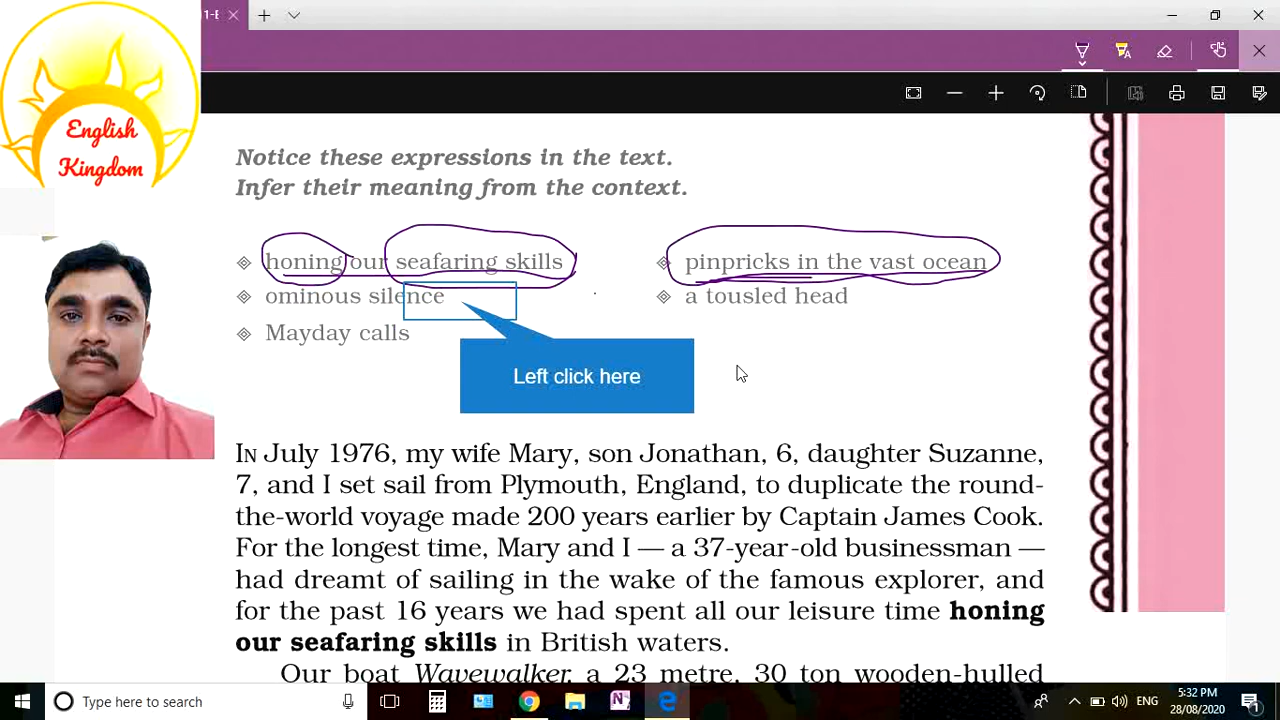 1-E
English
Kingdom
Notice these expressions in the text.
Infer their meaning from the context.
honing our seafaring skills
pinpricks in the vast ocean
ominous silence
a tousled head
Mayday calls
Left click here
IN July 1976, my wife Mary, son Jonathan, 6, daughter Suzanne,
7, and I set sail from Plymouth, England, to duplicate the round-
the-world voyage made 200 years earlier by Captain James Cook.
For the longest time, Mary and I — a 37-year-old businessman —
had dreamt of sailing in the wake of the famous explorer, and
for the past 16 years we had spent all our leisure time honing
our seafaring skills in British waters.
Our boat Wavewalker, a 23 metre, 30 ton wooden-hulled
Type here to search
ENG
5:32 PM
28/08/2020
1